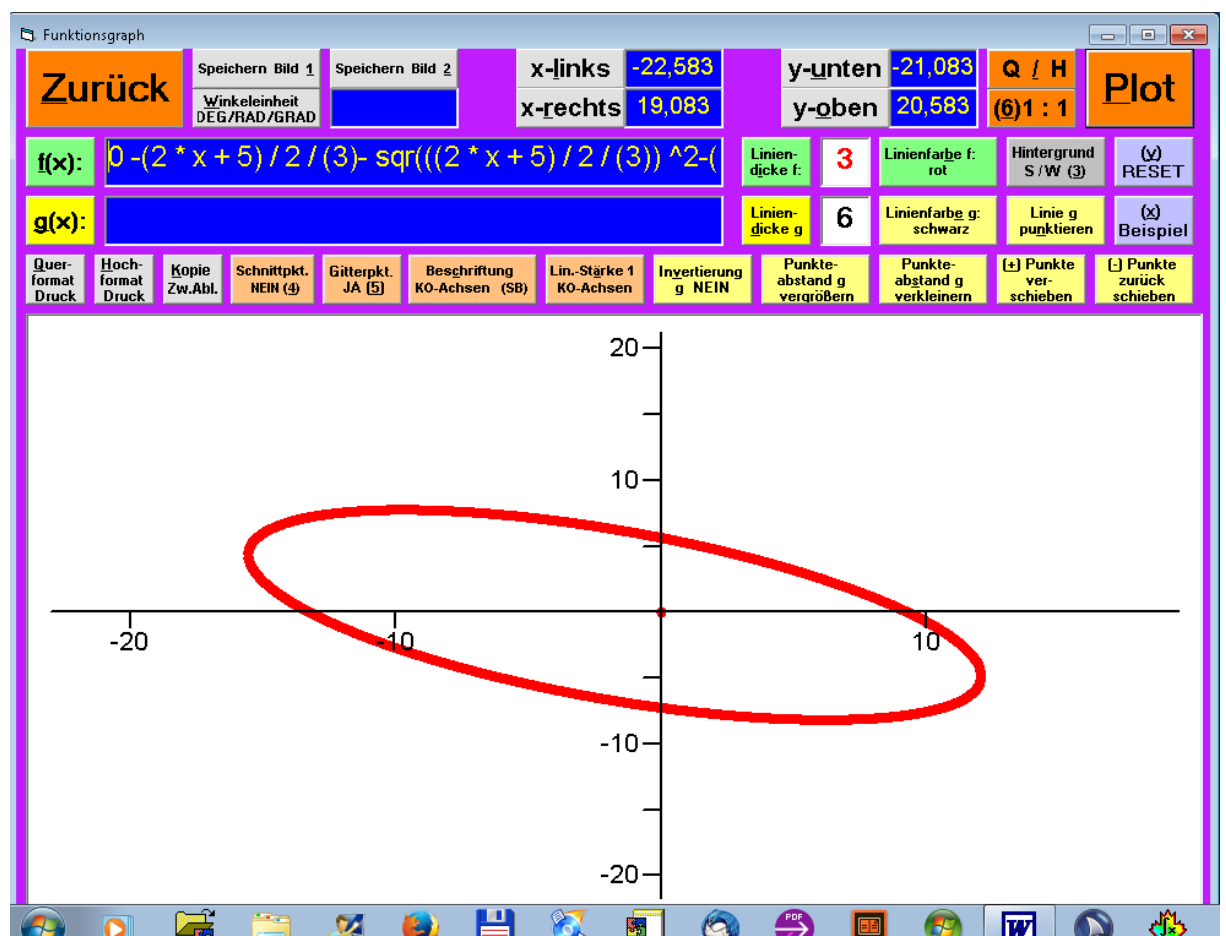 Funktionsgraph
Zurück
Speichern Bild 1
Speichern Bild 2
x-links
-22,583
y-unten
-21,083
Q / H
Plot
Winkeleinheit
DEG/RAD/GRAD
x-rechts
19,083
y-oben
20,583
(6)1 : 1
f(x):
0 -(2 * x + 5) / 2 / (3)- sqr(((2 * x + 5) / 2 / (3)) ^2-(
Linien-
dicke f:
3
Linienfarbe f:
rot
Hintergrund
S / W (3)
(y)
RESET
g(x):
Linien-
dicke g
6
Linienfarbe g:
schwarz
Linie g
punktieren
(x)
Beispiel
Quer-
format
Druck
Hoch-
format
Druck
Kopie
Zw.Abl.
Schnittpkt.
NEIN (4)
Gitterpkt.
JA (5)
Beschriftung
KO-Achsen (SB)
Lin.-Stärke 1
KO-Achsen
Invertierung
g NEIN
Punkte-
abstand g
vergrößern
Punkte-
abstand g
verkleinern
(+) Punkte
ver-
schieben
(-) Punkte
zurück
schieben
20
10
-20
-10
10
-10
-20
PDF
W